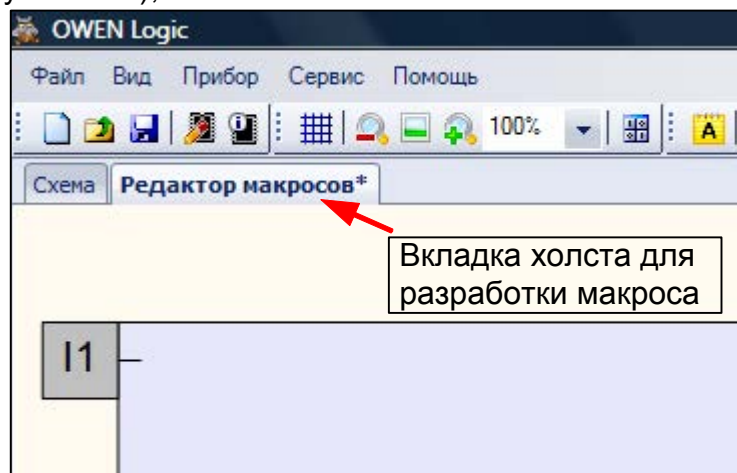 OWEN Logic
Файл Вид Прибор Сервис Помощь
100% A
Схема Редактор макросов*
Вкладка холста для
разработки макроса
I1